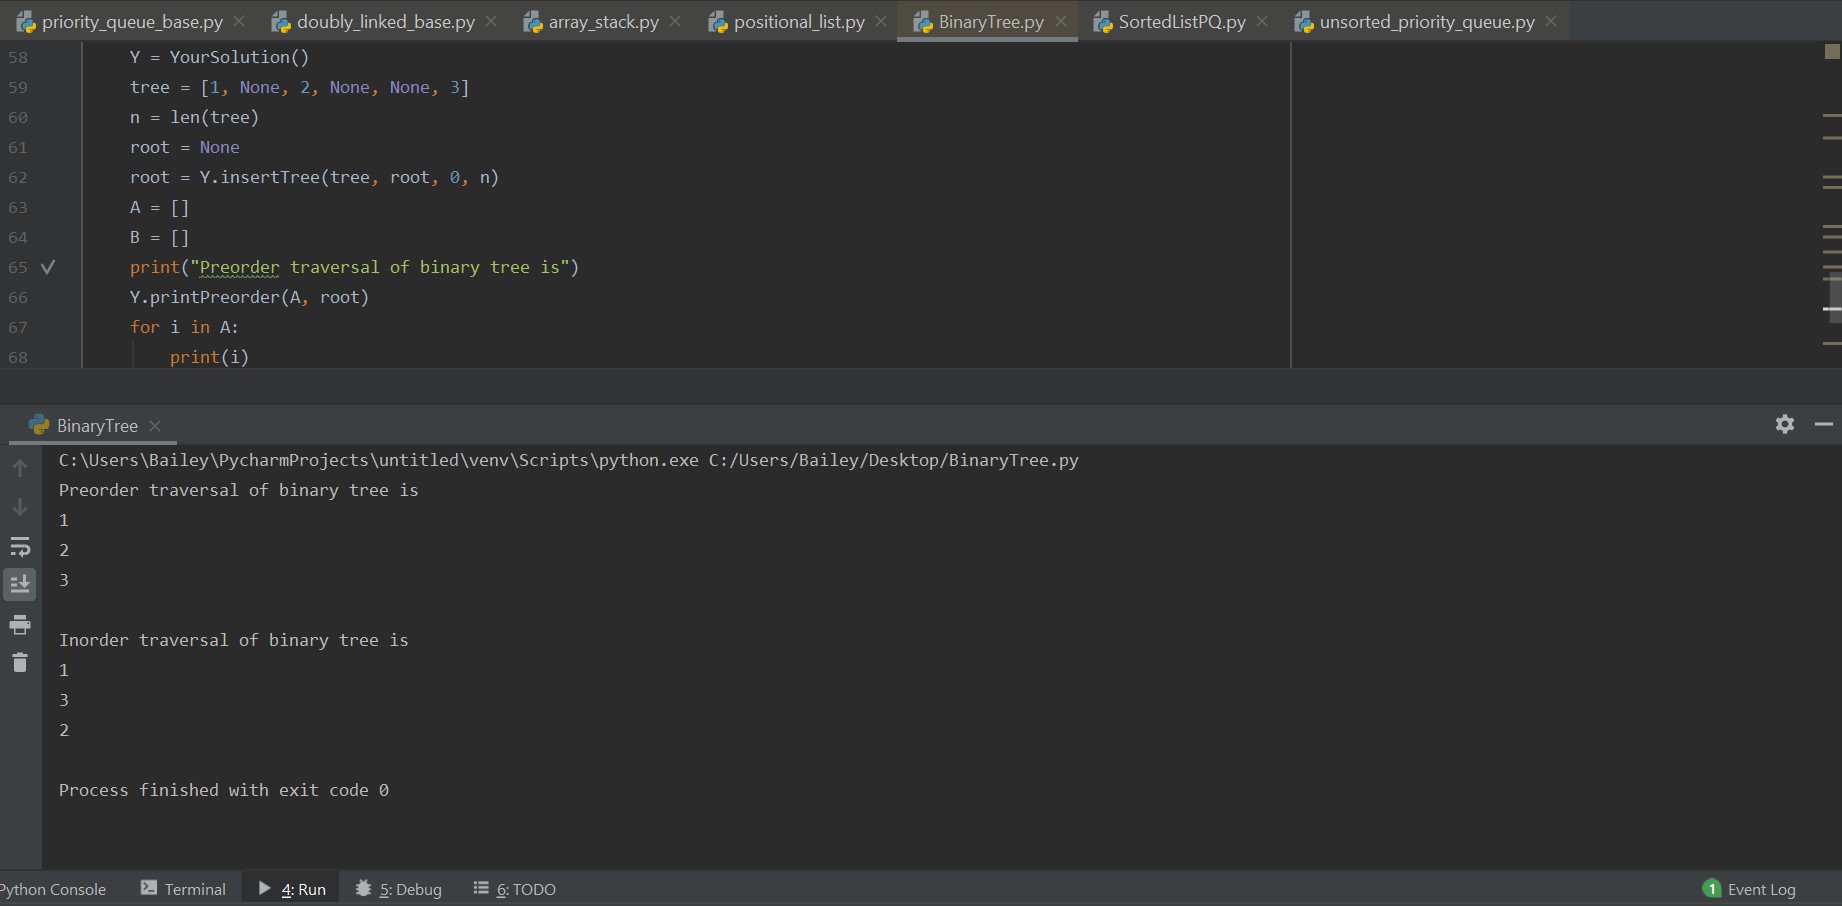 priority_queue_base.py doubly_linked_base.py array_stack.py positional_list.py BinaryTree.py SortedListPQ.py unsorted_priority_queue.py
58 Y = YourSolution()
59 tree = [1, None, 2, None, None, 3]
60 n = len(tree)
61 root = None
62 root = Y.insertTree(tree, root, 0, n)
63 A = []
64 B = []
65 print("Preorder traversal of binary tree is")
66 Y.printPreorder(A, root)
67 for i in A:
68 print(i)
BinaryTree
C:\Users\Bailey\PycharmProjects\untitled\venv\Scripts\python.exe C:/Users/Bailey/Desktop/BinaryTree.py
Preorder traversal of binary tree is
1
2
3
Inorder traversal of binary tree is
1
3
2
Process finished with exit code 0
Python Console Terminal 4: Run 5: Debug 6: TODO 1 Event Log